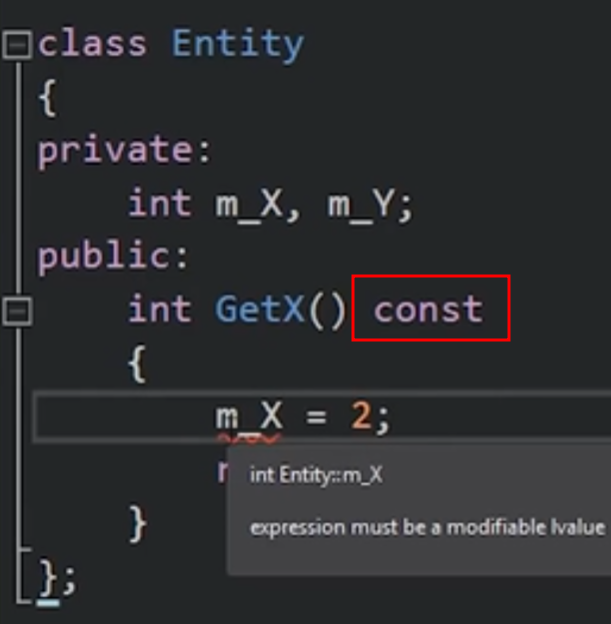 class Entity
{
private:
    int m_X, m_Y;
public:
    int GetX() const
    {
        m_X = 2;
        r
int Entity::m_X
expression must be a modifiable lvalue
    }
};